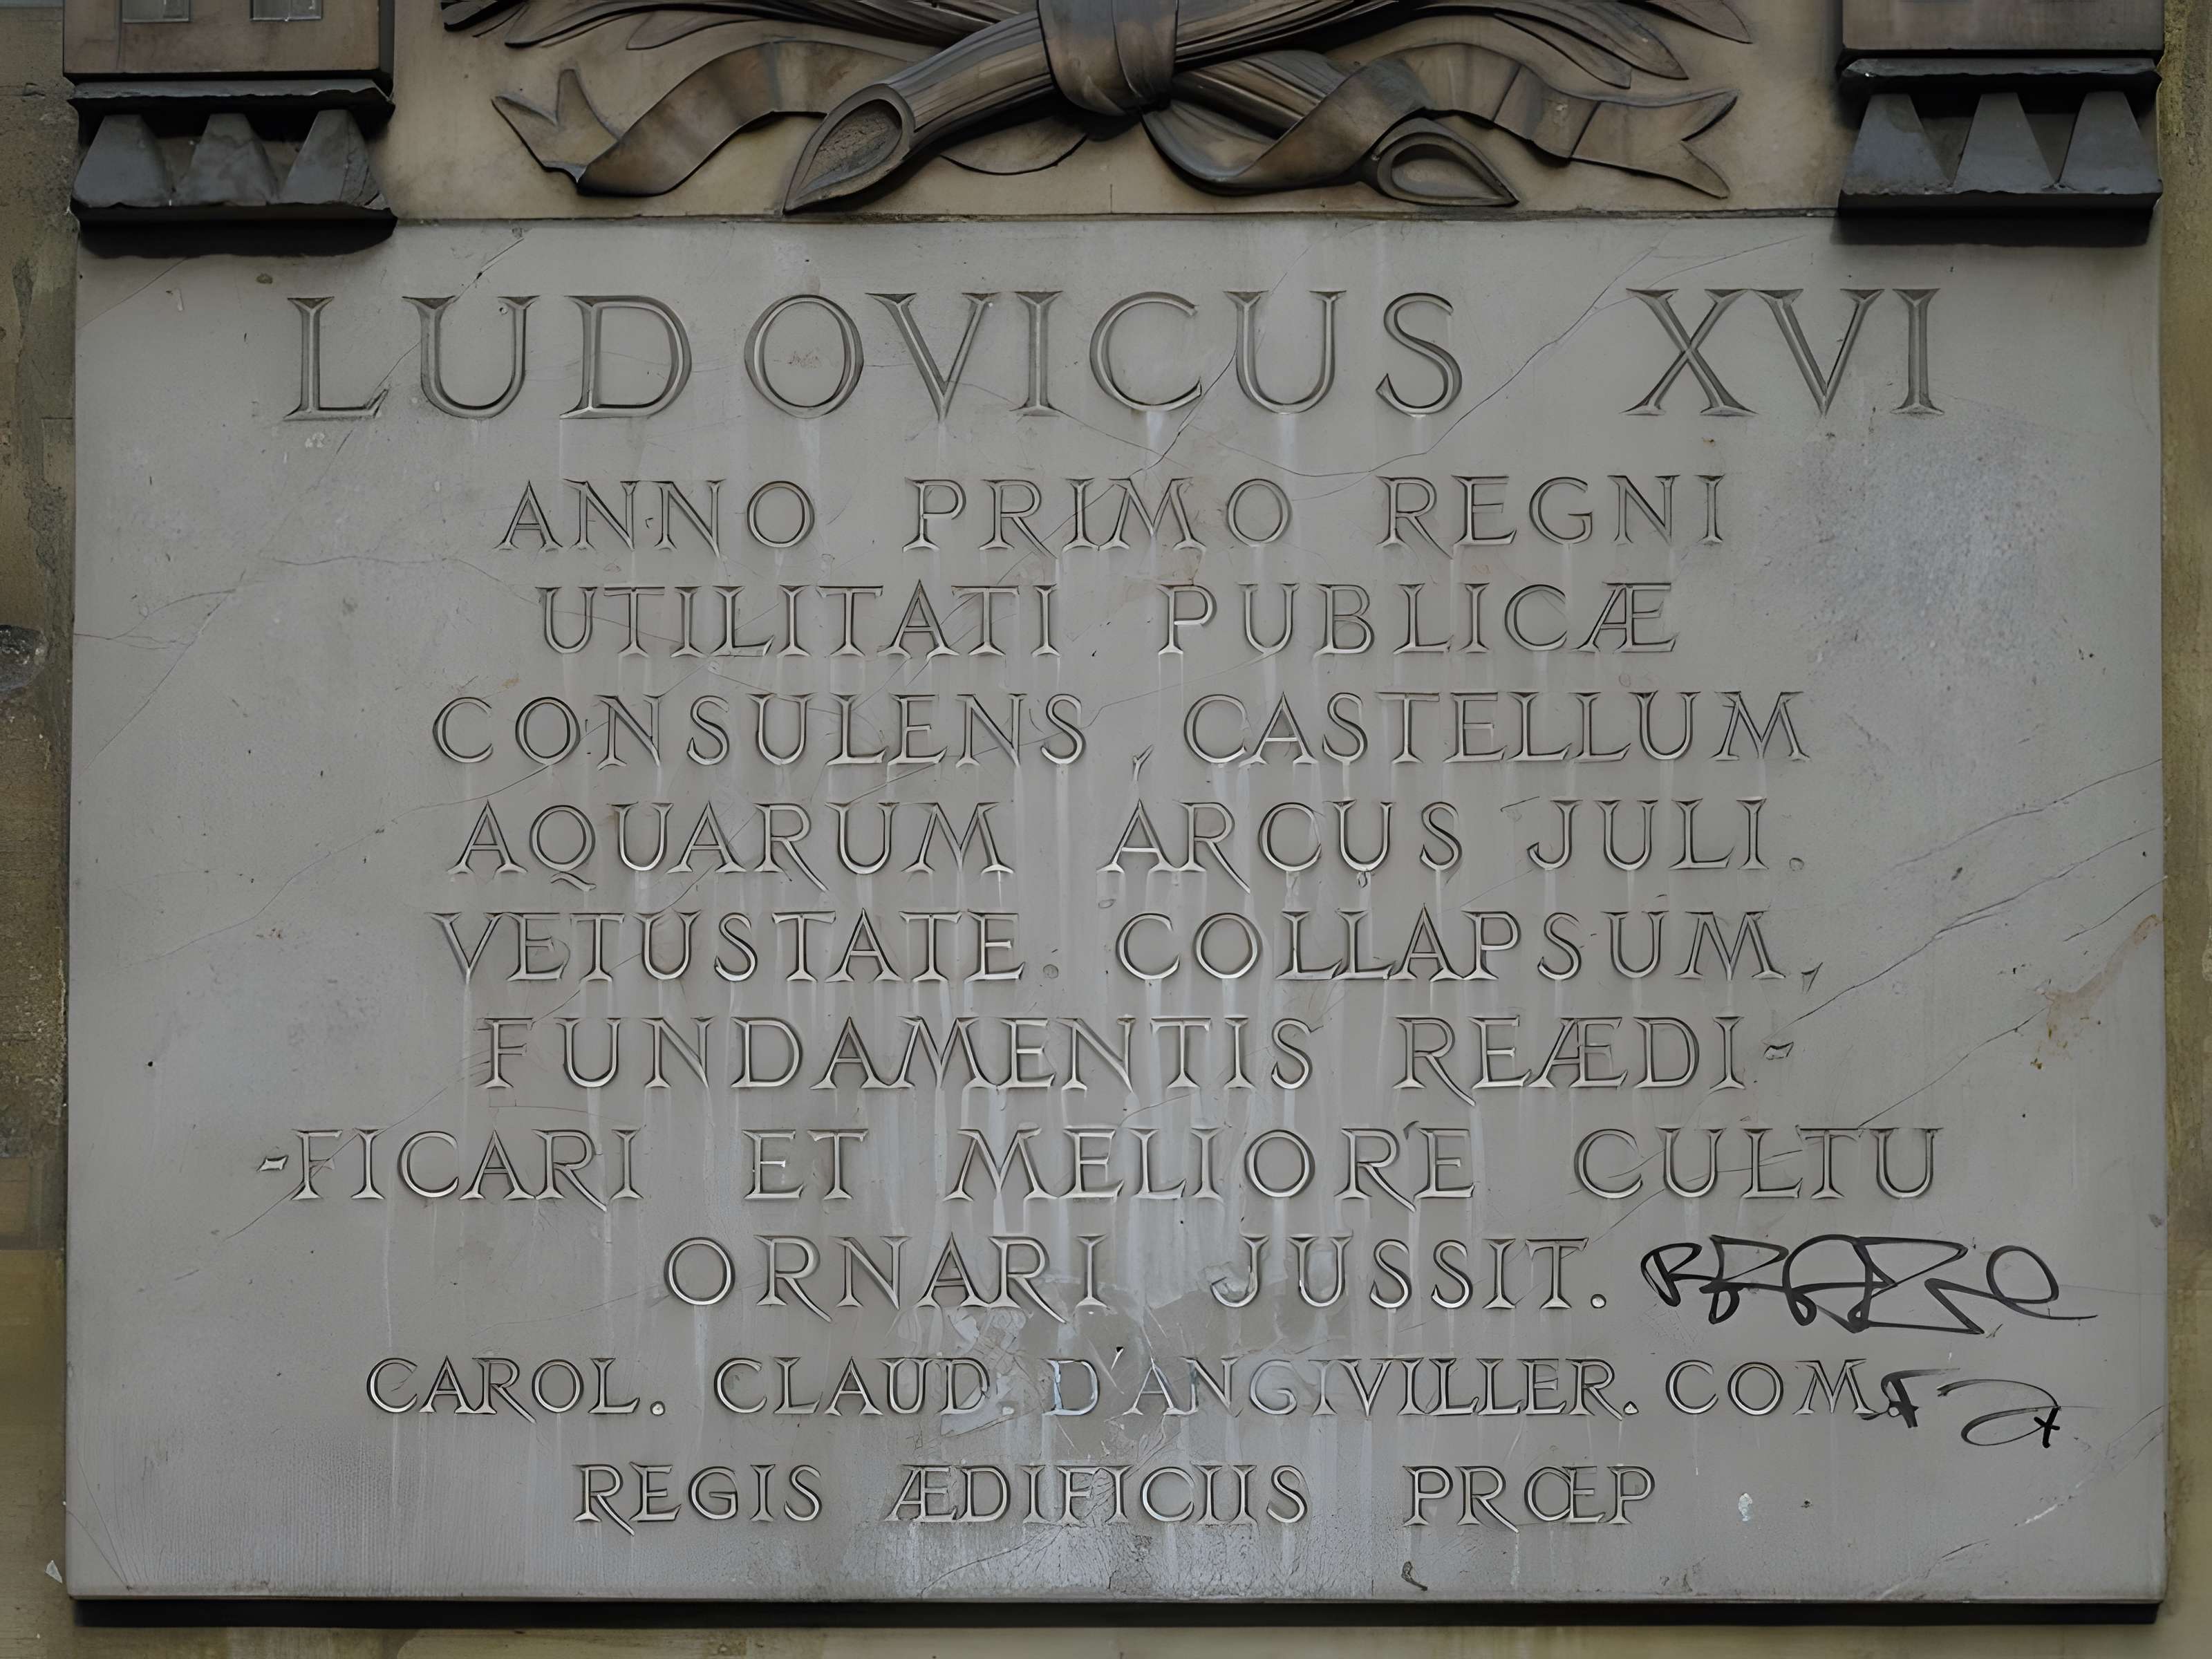 LUDOVICUS XVI
ANNO PRIMO REGNI
UTILITATI PUBLICÆ
CONSULENS CASTELLUM
AQUARUM ARCUS JULI.
VETUSTATE. COLLAPSUM,
FUNDAMENTIS REÆDI-
-FICARI ET MELIORE CULTU
ORNARI JUSSIT.
CAROL. CLAUD. D'ANGIVILLER. COM.
REGIS ÆDIFICIIS PRŒP